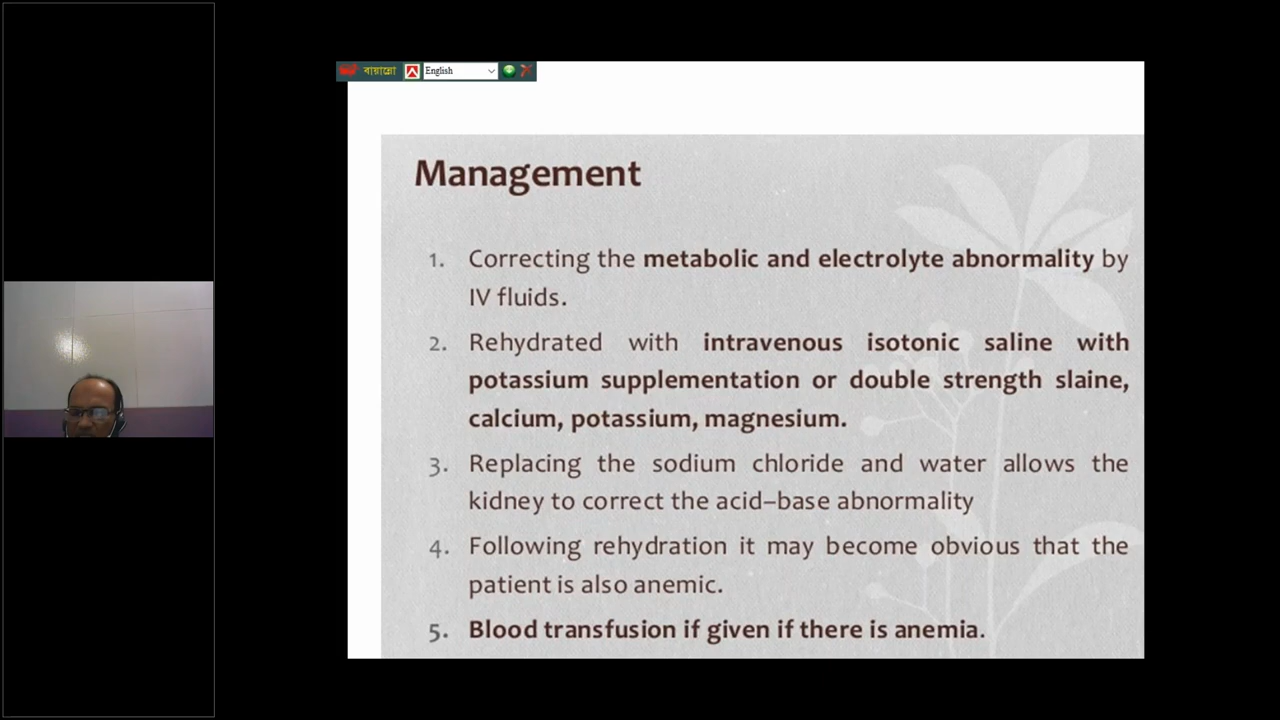 বায়ান্নো English
Management
1. Correcting the metabolic and electrolyte abnormality by
IV fluids.
2. Rehydrated with intravenous isotonic saline with
potassium supplementation or double strength slaine,
calcium, potassium, magnesium.
3. Replacing the sodium chloride and water allows the
kidney to correct the acid–base abnormality
4. Following rehydration it may become obvious that the
patient is also anemic.
5. Blood transfusion if given if there is anemia.